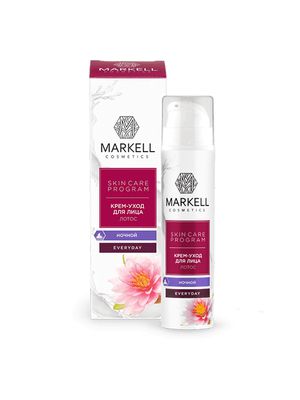 MARKELL
COSMETICS
SKIN CARE
PROGRAM
КРЕМ-УХОД
ДЛЯ ЛИЦА
ЛОТОС
НОЧНОЙ
EVERYDAY
MARKELL
COSMETICS
SKIN CARE
PROGRAM
КРЕМ-УХОД
ДЛЯ ЛИЦА
ЛОТОС
НОЧНОЙ
EVERYDAY